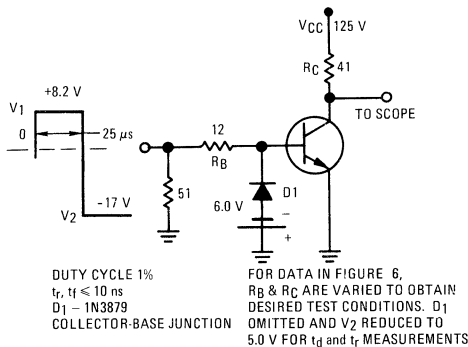 VCC 125 V
RC 41
TO SCOPE
+8.2 V
V1
0
25 µs
-17 V
V2
12
RB
51
D1
6.0 V
−
+
DUTY CYCLE 1%
tr, tf ⩽ 10 ns
D1 – 1N3879
COLLECTOR-BASE JUNCTION
FOR DATA IN FIGURE 6,
RB & RC ARE VARIED TO OBTAIN
DESIRED TEST CONDITIONS. D1
OMITTED AND V2 REDUCED TO
5.0 V FOR td and tr MEASUREMENTS